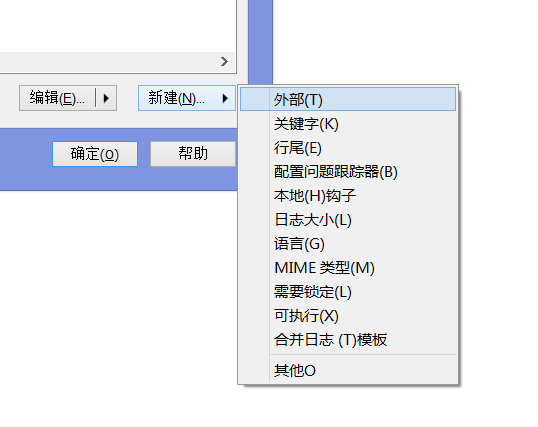 编辑(E)...
新建(N)...
确定(O)
帮助
外部(T)
关键字(K)
行尾(E)
配置问题跟踪器(B)
本地(H)钩子
日志大小(L)
语言(G)
MIME 类型(M)
需要锁定(L)
可执行(X)
合并日志 (T)模板
其他O